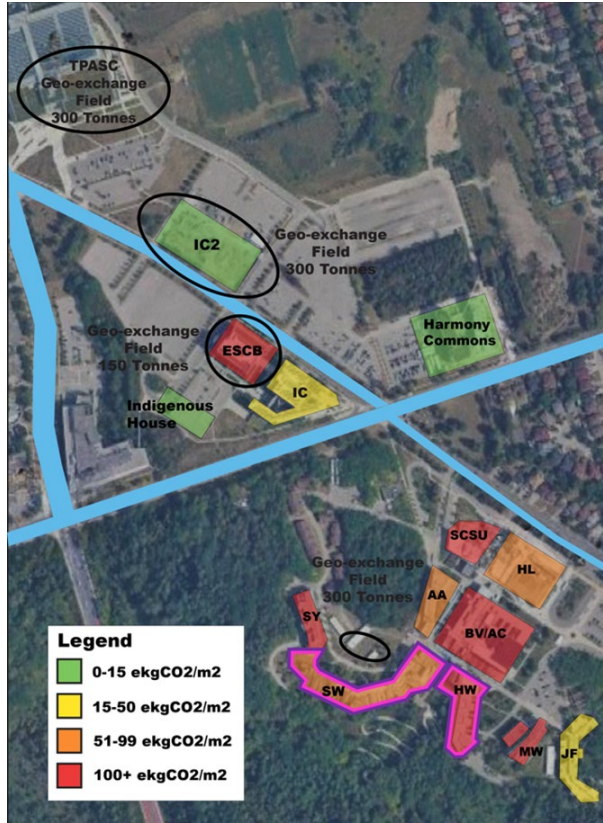 TPASC
Geo-exchange
Field
300 Tonnes
IC2
Geo-exchange
Field
300 Tonnes
Harmony
Commons
Geo-exchange
Field
150 Tonnes
ESCB
IC
Indigenous
House
SCSU
HL
Geo-exchange
Field
300 Tonnes
AA
SY
BV/AC
SW
HW
MW
JF
Legend
0-15 ekgCO2/m2
15-50 ekgCO2/m2
51-99 ekgCO2/m2
100+ ekgCO2/m2